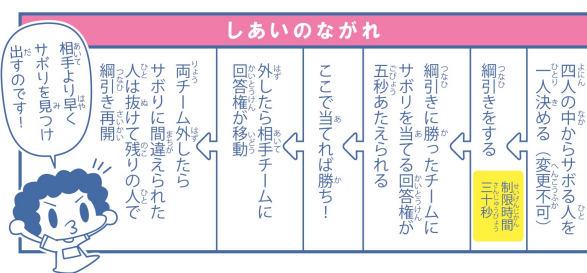 しあいのながれ
四人の中からサボる人を
一人決める(変更不可)
綱引きをする
制限時間
三十秒
綱引きに勝ったチームに
サボリを当てる回答権が
五秒あたえられる
ここで当てれば勝ち!
外したら相手チームに
回答権が移動
両チーム外したら
サボりに間違えられた
人は抜けて残りの人で
綱引き再開
相手より早く
サボリを見つけ
出すのです!